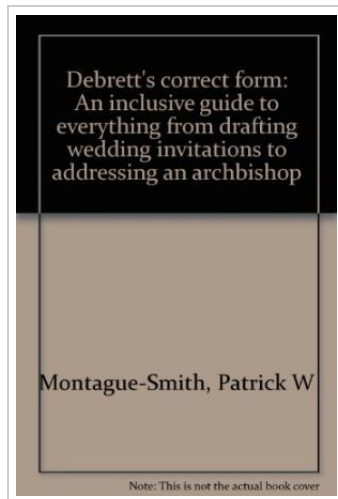 Debrett's correct form:
An inclusive guide to
everything from drafting
wedding invitations to
addressing an archbishop
Montague-Smith, Patrick W
Note: This is not the actual book cover